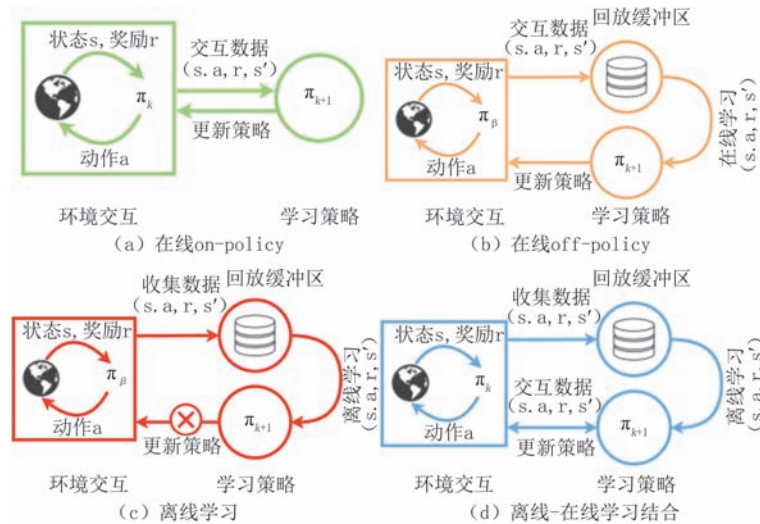 状态s,奖励r
π_k
动作a
交互数据
(s.a,r,s′)
更新策略
π_{k+1}
环境交互
学习策略
(a) 在线on-policy
回放缓冲区
状态s,奖励r
π_β
动作a
交互数据
(s.a,r,s′)
在线学习
(s.a,r,s′)
π_{k+1}
更新策略
环境交互
学习策略
(b) 在线off-policy
回放缓冲区
收集数据
(s.a,r,s′)
状态s,奖励r
π_β
动作a
离线学习
(s.a,r,s′)
π_{k+1}
更新策略
环境交互
学习策略
(c) 离线学习
回放缓冲区
收集数据
(s.a,r,s′)
状态s,奖励r
π_k
动作a
离线学习
(s.a,r,s′)
交互数据
(s.a,r,s′)
π_{k+1}
更新策略
环境交互
学习策略
(d) 离线-在线学习结合